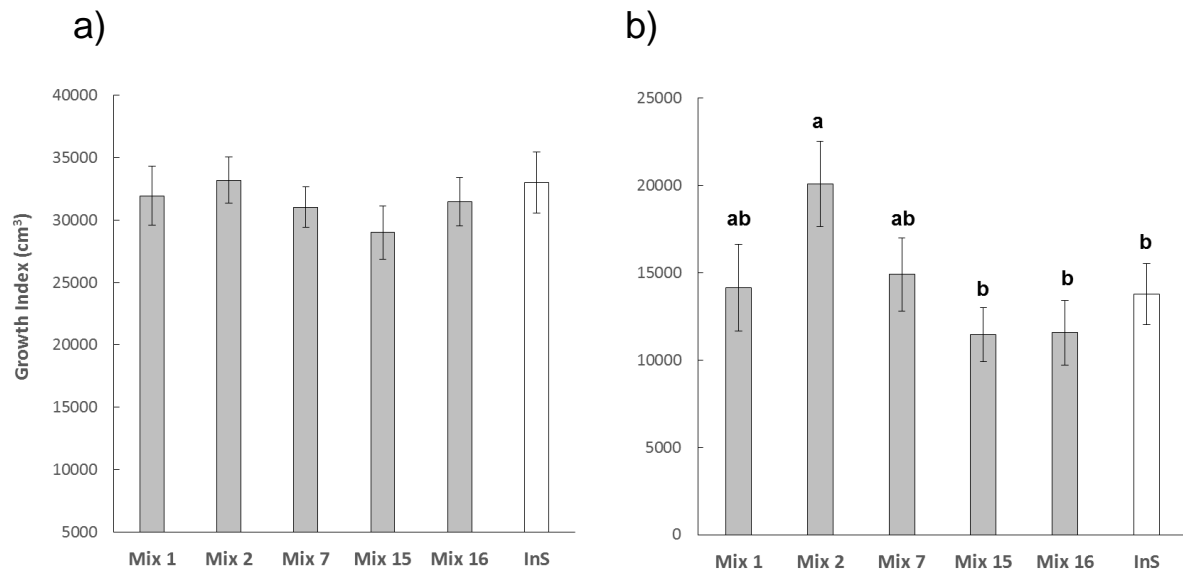 a)
Growth Index (cm³)
40000
35000
30000
25000
20000
15000
10000
5000
Mix 1 Mix 2 Mix 7 Mix 15 Mix 16 InS
b)
25000
20000
15000
10000
5000
0
ab a ab b b b
Mix 1 Mix 2 Mix 7 Mix 15 Mix 16 InS